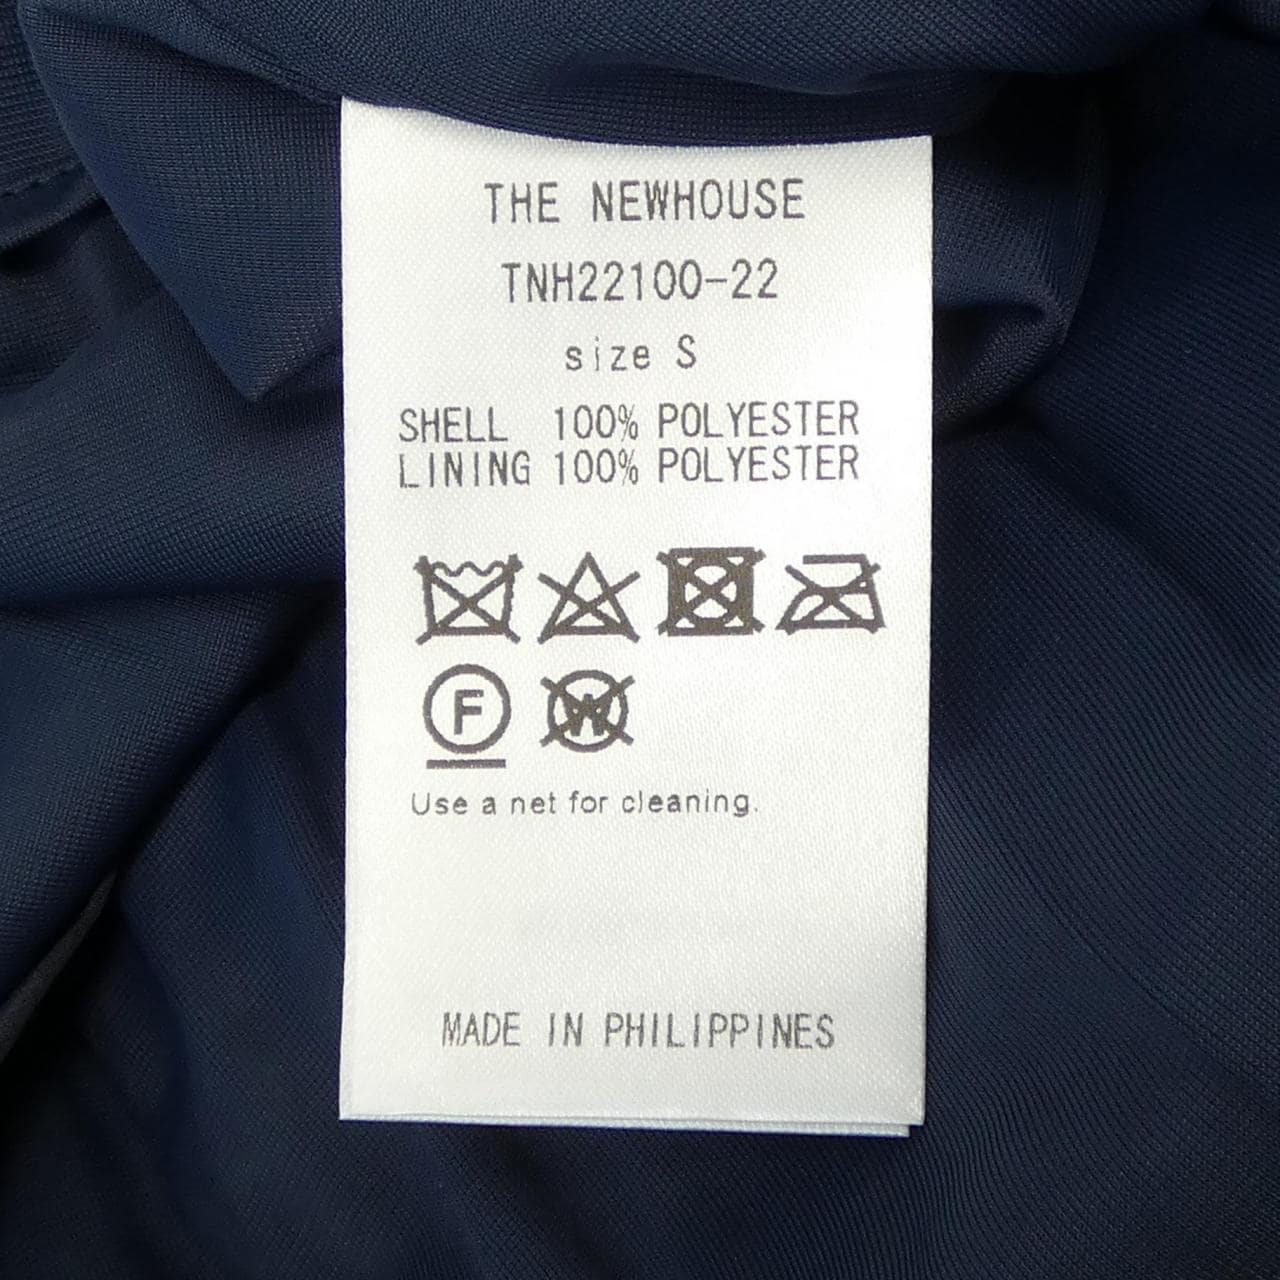 THE NEWHOUSE
TNH22100-22
size S
SHELL 100% POLYESTER
LINING 100% POLYESTER
F W
Use a net for cleaning.
MADE IN PHILIPPINES